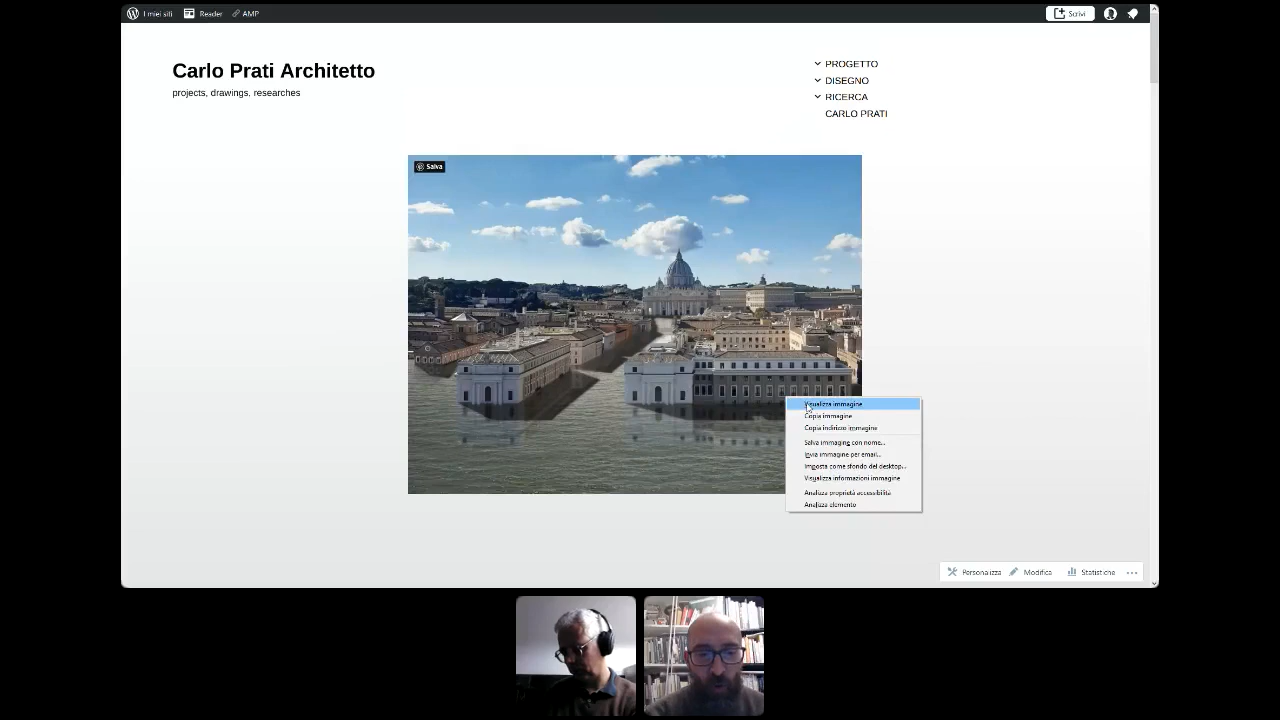 I miei siti
Reader
AMP
Scrivi
Carlo Prati Architetto
projects, drawings, researches
PROGETTO
DISEGNO
RICERCA
CARLO PRATI
Salva
Visualizza immagine
Copia immagine
Copia indirizzo immagine
Salva immagine con nome...
Invia immagine per email...
Imposta come sfondo del desktop...
Visualizza informazioni immagine
Analizza proprietà accessibilità
Analizza elemento
Personalizza
Modifica
Statistiche